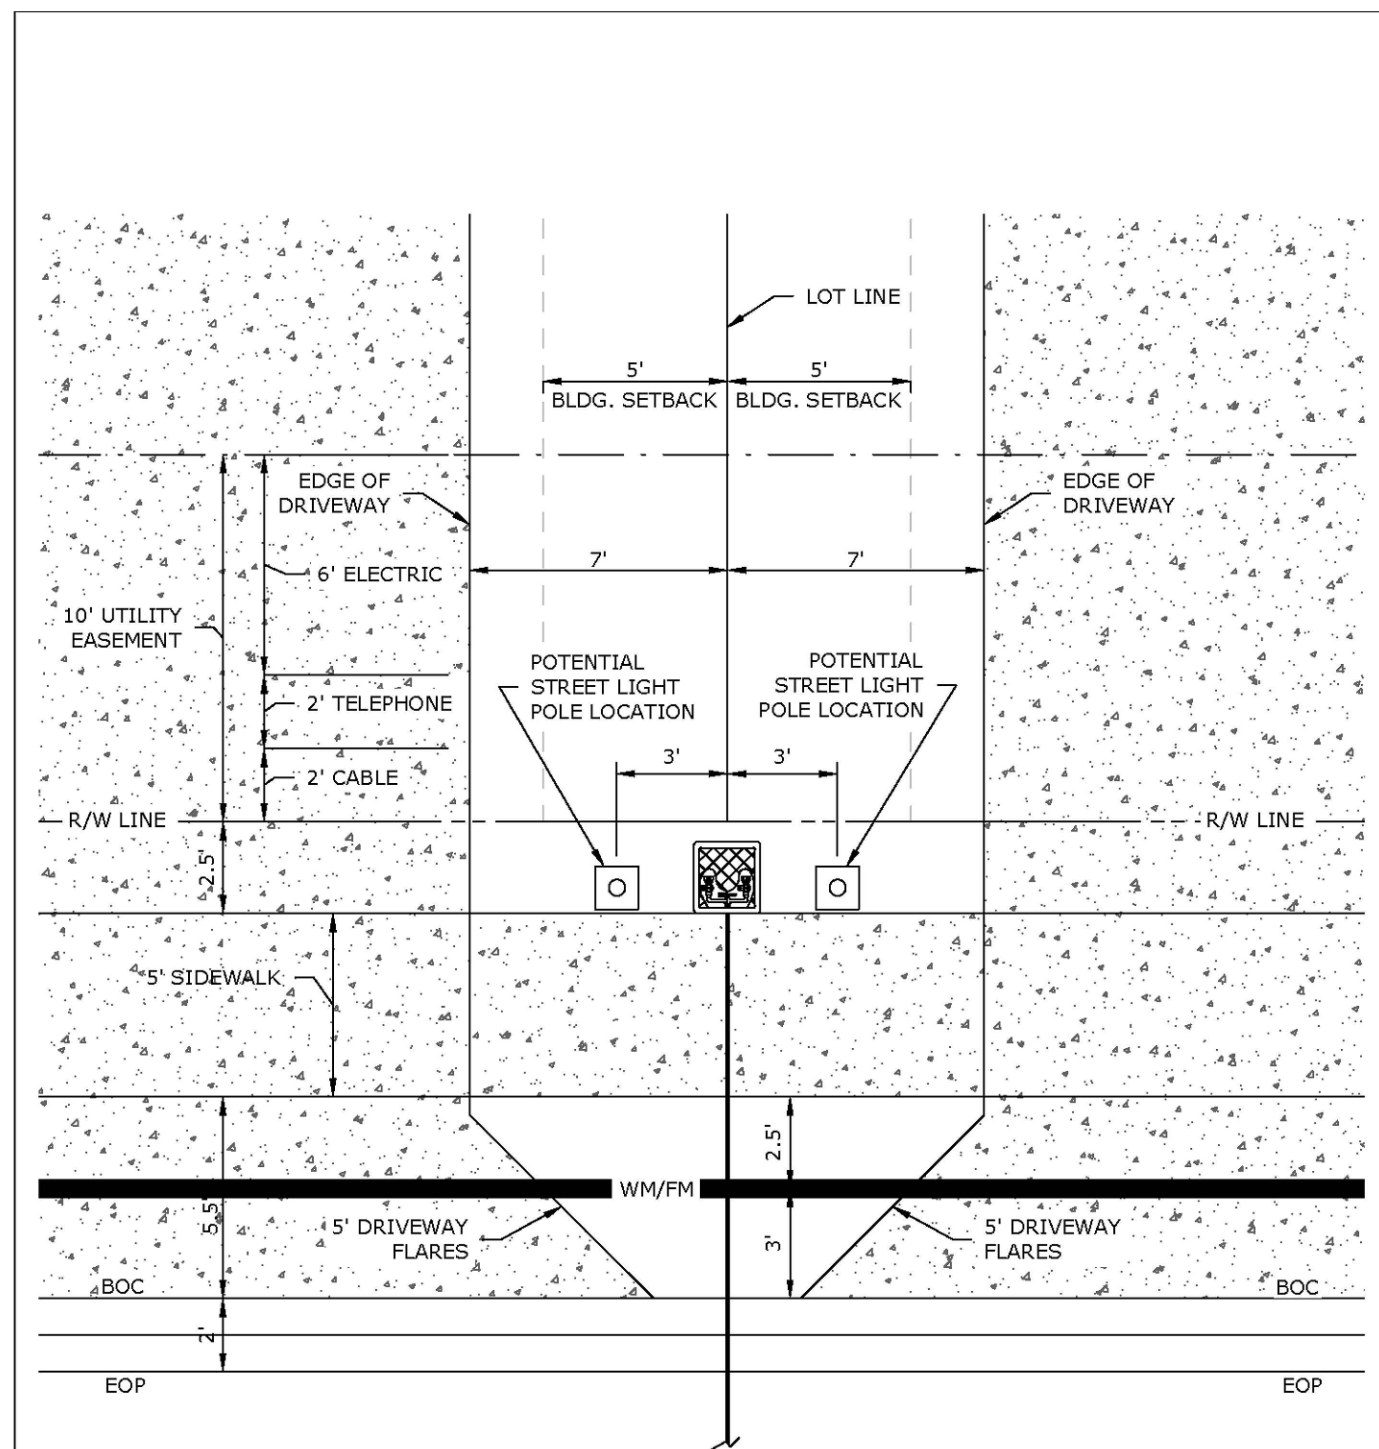 LOT LINE
5'
5'
BLDG. SETBACK
BLDG. SETBACK
EDGE OF
DRIVEWAY
EDGE OF
DRIVEWAY
7'
7'
6' ELECTRIC
10' UTILITY
EASEMENT
POTENTIAL
STREET LIGHT
POLE LOCATION
POTENTIAL
STREET LIGHT
POLE LOCATION
2' TELEPHONE
3'
3'
2' CABLE
R/W LINE
R/W LINE
2.5'
5' SIDEWALK
2.5'
WM/FM
5.5'
5' DRIVEWAY
FLARES
3'
5' DRIVEWAY
FLARES
BOC
BOC
2'
EOP
EOP